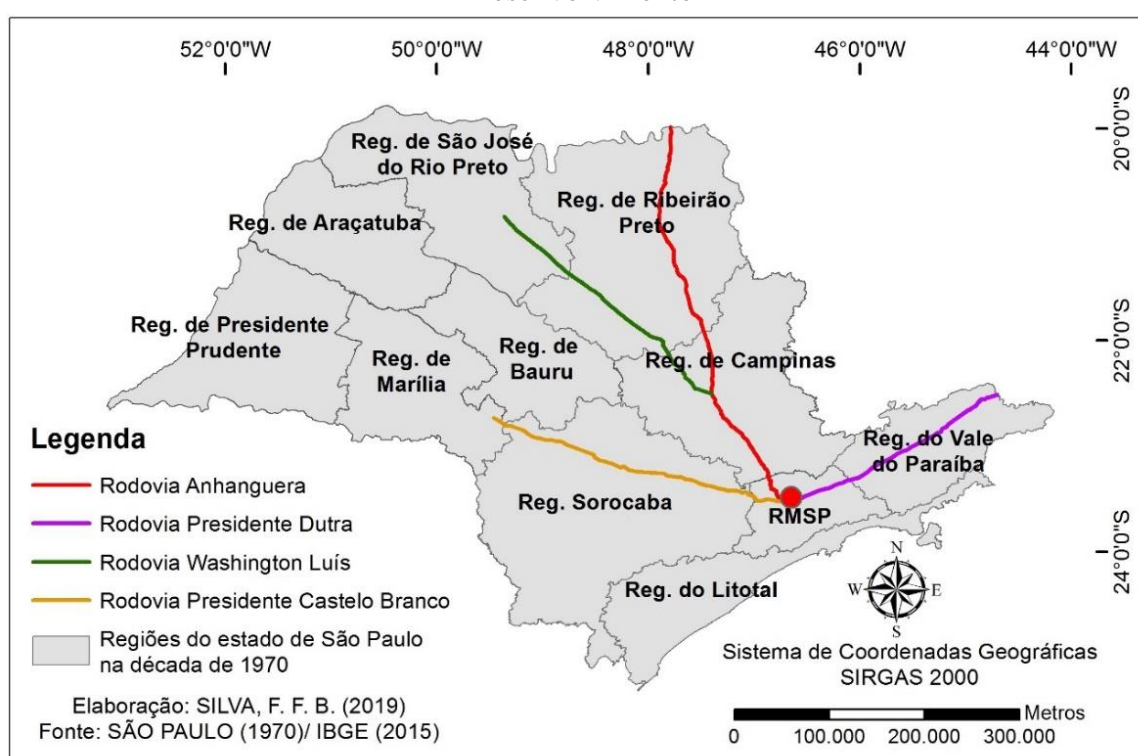 52°0'0"W
50°0'0"W
48°0'0"W
46°0'0"W
44°0'0"W
20°0'0"S
22°0'0"S
24°0'0"S
Reg. de São José
do Rio Preto
Reg. de Ribeirão
Preto
Reg. de Araçatuba
Reg. de Presidente
Prudente
Reg. de
Marília
Reg. de
Bauru
Reg. de Campinas
Reg. do Vale
do Paraíba
Reg. Sorocaba
RMSP
Reg. do Litotal
Legenda
Rodovia Anhanguera
Rodovia Presidente Dutra
Rodovia Washington Luís
Rodovia Presidente Castelo Branco
Regiões do estado de São Paulo
na década de 1970
Elaboração: SILVA, F. F. B. (2019)
Fonte: SÃO PAULO (1970)/ IBGE (2015)
N
W
E
S
Sistema de Coordenadas Geográficas
SIRGAS 2000
Metros
0 100.000 200.000 300.000